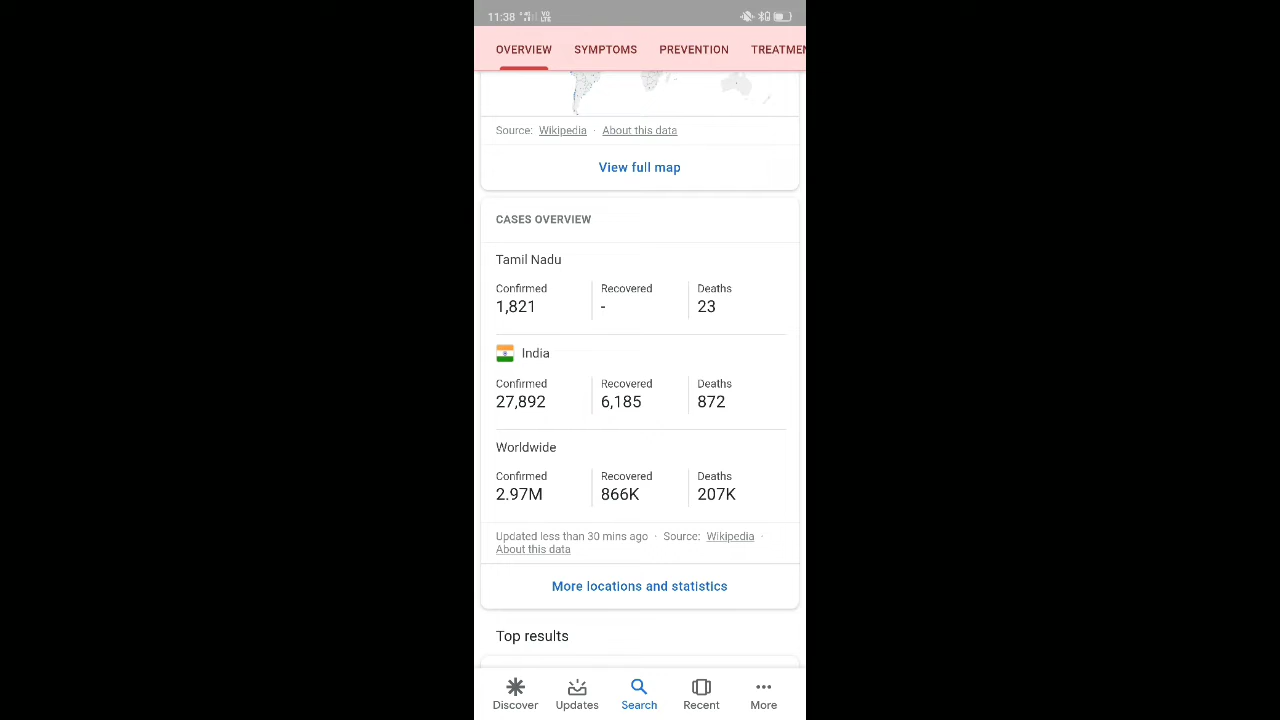 11:38
OVERVIEW SYMPTOMS PREVENTION TREATMEN
Source: Wikipedia · About this data
View full map
CASES OVERVIEW
Tamil Nadu
Confirmed Recovered Deaths
1,821 - 23
India
Confirmed Recovered Deaths
27,892 6,185 872
Worldwide
Confirmed Recovered Deaths
2.97M 866K 207K
Updated less than 30 mins ago · Source: Wikipedia ·
About this data
More locations and statistics
Top results
Discover Updates Search Recent More